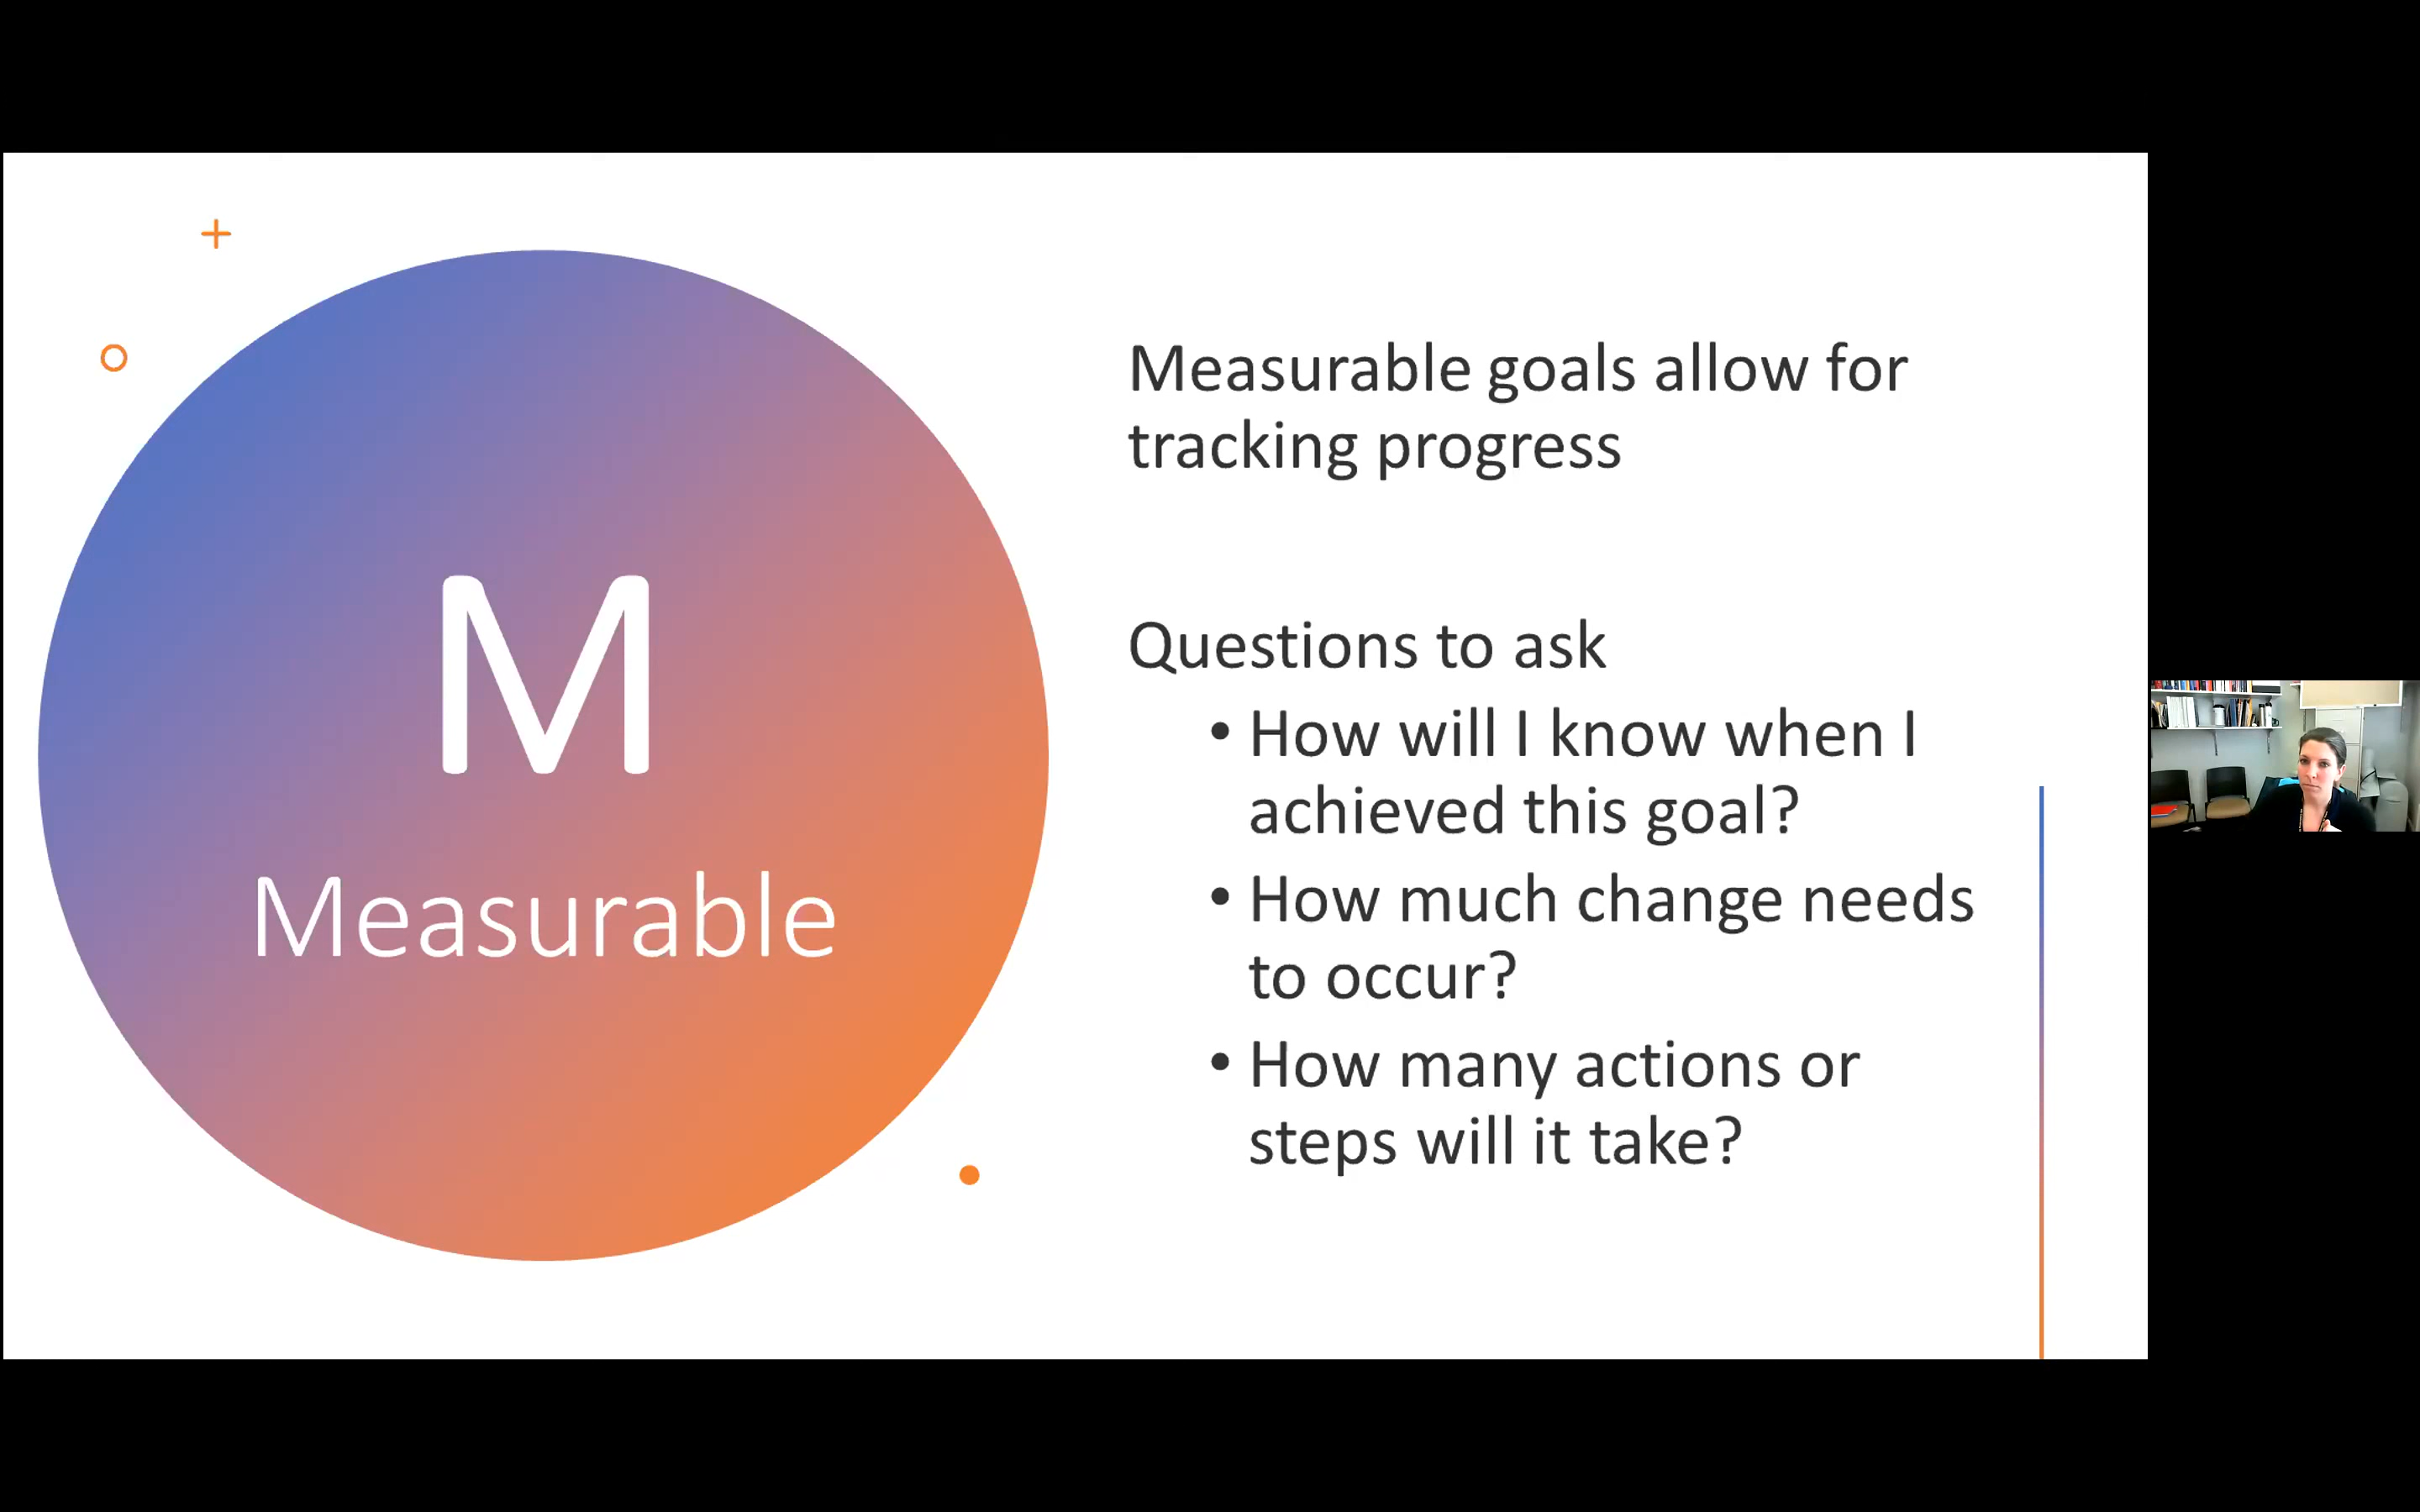 M
Measurable
Measurable goals allow for
tracking progress
Questions to ask
• How will I know when I
achieved this goal?
• How much change needs
to occur?
• How many actions or
steps will it take?